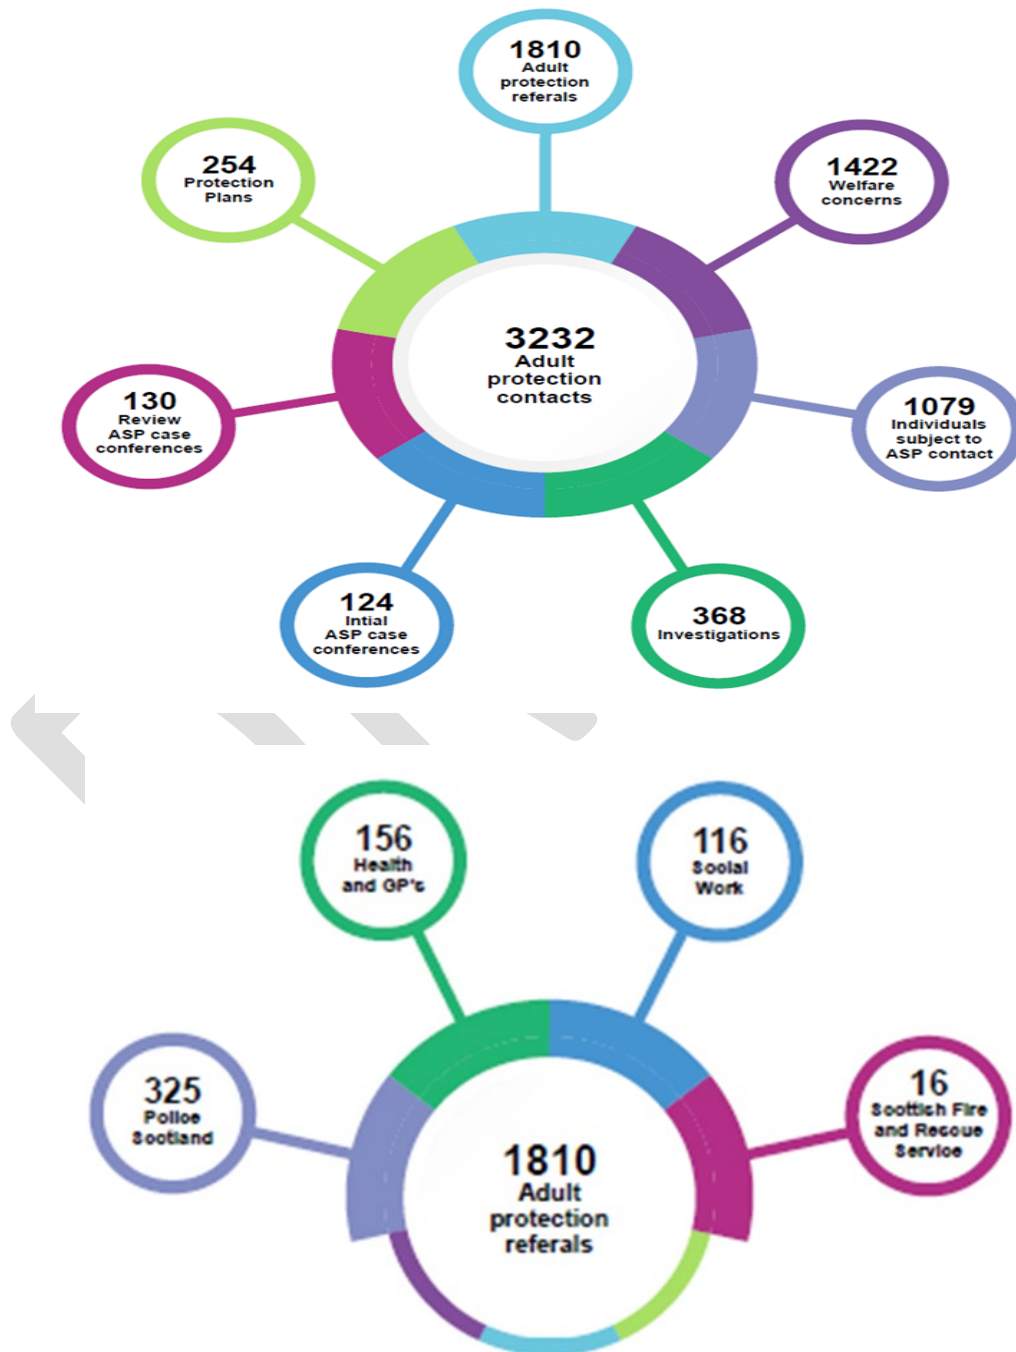 1810
Adult
protection
referals
254
Protection
Plans
1422
Welfare
concerns
3232
Adult
protection
contacts
130
Review
ASP case
conferences
1079
Individuals
subject to
ASP contact
124
Intial
ASP case
conferences
368
Investigations
156
Health
and GP's
116
Social
Work
325
Police
Scotland
16
Scottish Fire
and Rescue
Service
1810
Adult
protection
referals